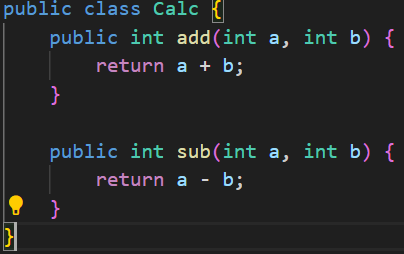 public class Calc {
    public int add(int a, int b) {
        return a + b;
    }

    public int sub(int a, int b) {
        return a - b;
    }
}